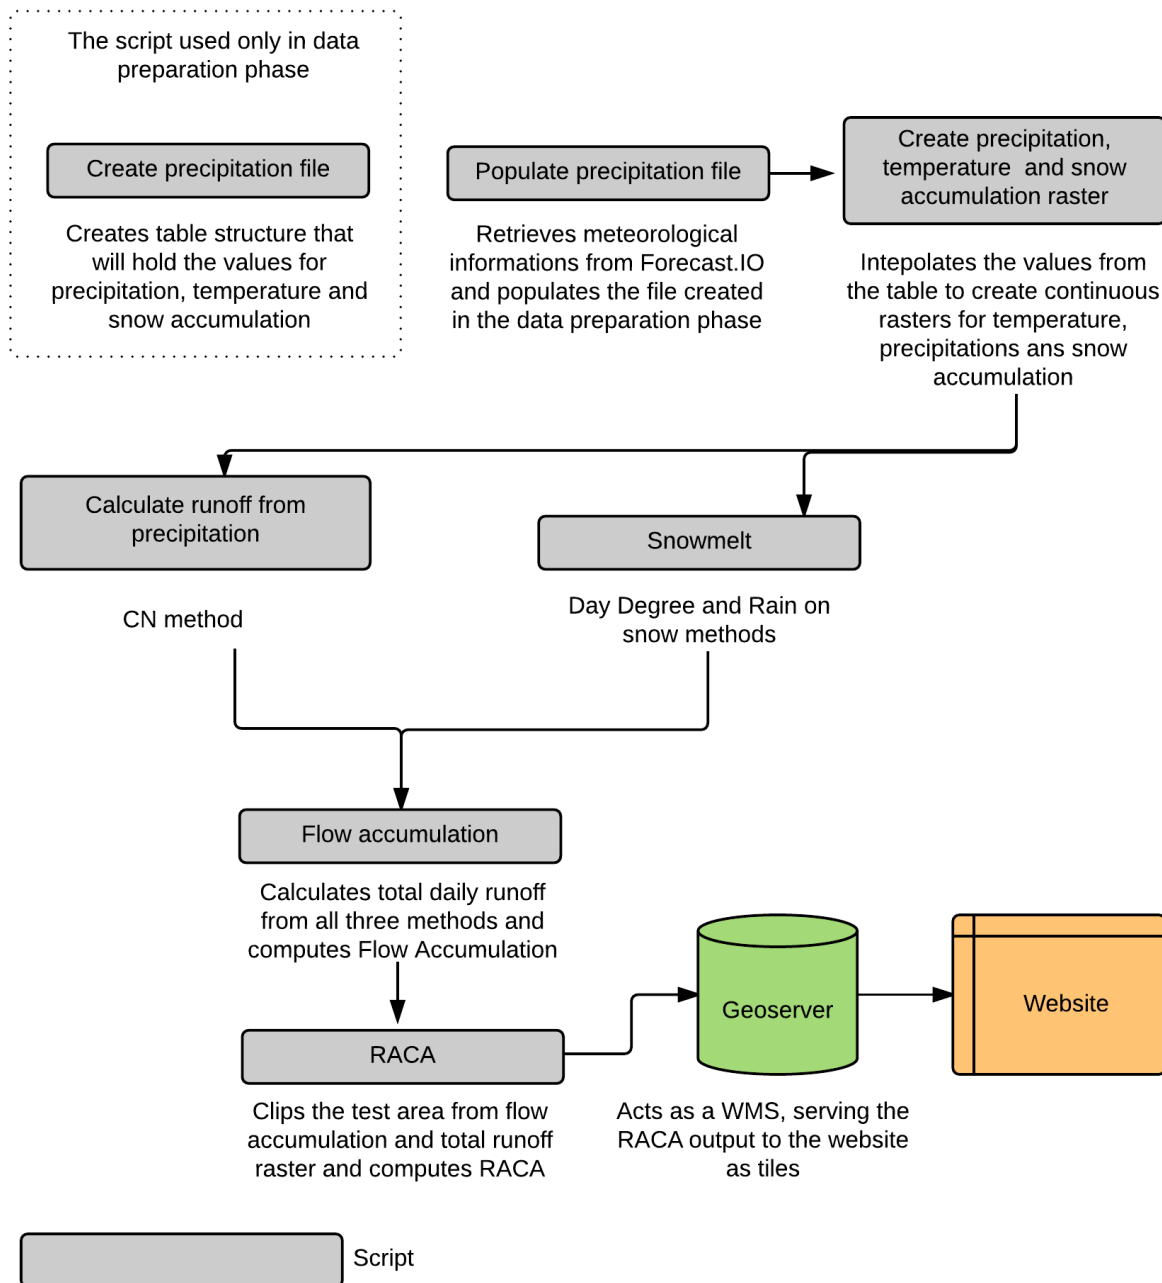 The script used only in data
preparation phase
Create precipitation file
Creates table structure that
will hold the values for
precipitation, temperature and
snow accumulation
Populate precipitation file
Retrieves meteorological
informations from Forecast.IO
and populates the file created
in the data preparation phase
Create precipitation,
temperature and snow
accumulation raster
Intepolates the values from
the table to create continuous
rasters for temperature,
precipitations ans snow
accumulation
Calculate runoff from
precipitation
CN method
Snowmelt
Day Degree and Rain on
snow methods
Flow accumulation
Calculates total daily runoff
from all three methods and
computes Flow Accumulation
RACA
Clips the test area from flow
accumulation and total runoff
raster and computes RACA
Geoserver
Acts as a WMS, serving the
RACA output to the website
as tiles
Website
Script